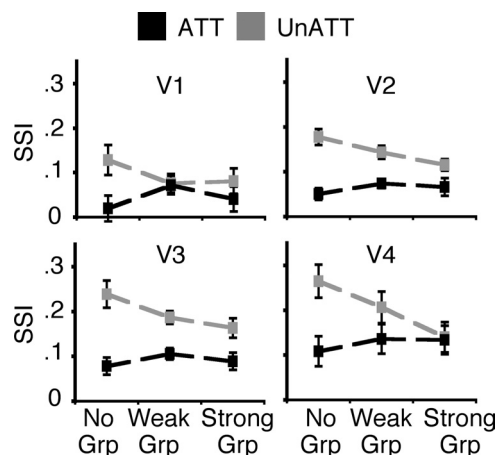 ATT UnATT
V1 V2
SSI .3 .2 .1 0
V3 V4
SSI .3 .2 .1 0
No Grp Weak Grp Strong Grp No Grp Weak Grp Strong Grp